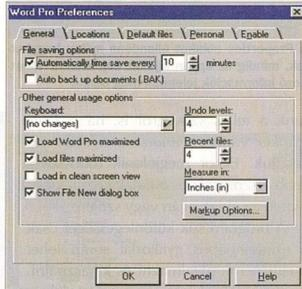 Word Pro Preferences
General Locations Default files Personal Enable
File saving options
Automatically time save every: 10 minutes
Auto back up documents (.BAK)
Other general usage options
Keyboard: Undo levels:
(no changes) 4
Load Word Pro maximized Recent files:
Load files maximized 4
Load in clean screen view Measure in:
Show File New dialog box Inches (in)
Markup Options...
OK Cancel Help